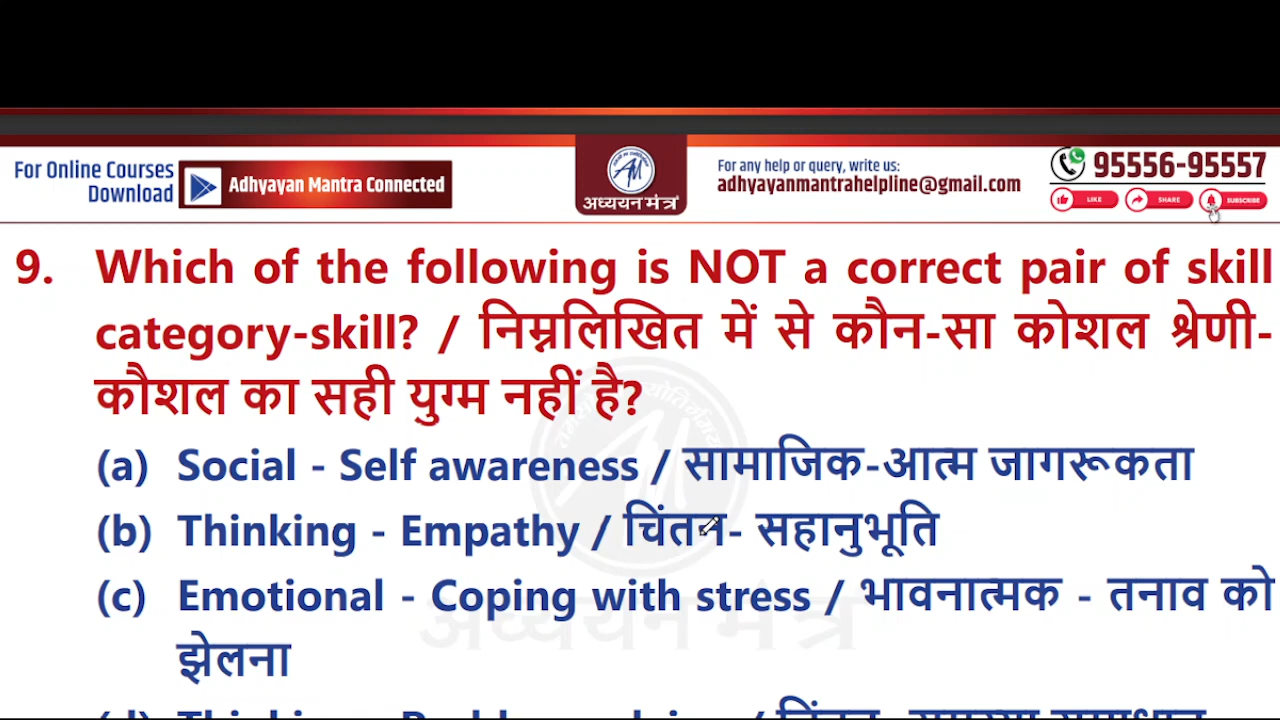 For Online Courses
Download
Adhyayan Mantra Connected
AM
अध्ययन मंत्र
For any help or query, write us:
adhyayanmantrahelpline@gmail.com
95556-95557
LIKE SHARE SUBSCRIBE
9. Which of the following is NOT a correct pair of skill
category-skill? / निम्नलिखित में से कौन-सा कोशल श्रेणी-
कौशल का सही युग्म नहीं है?
(a) Social - Self awareness / सामाजिक-आत्म जागरूकता
(b) Thinking - Empathy / चिंतन- सहानुभूति
(c) Emotional - Coping with stress / भावनात्मक - तनाव को
झेलना
अध्ययन मंत्र